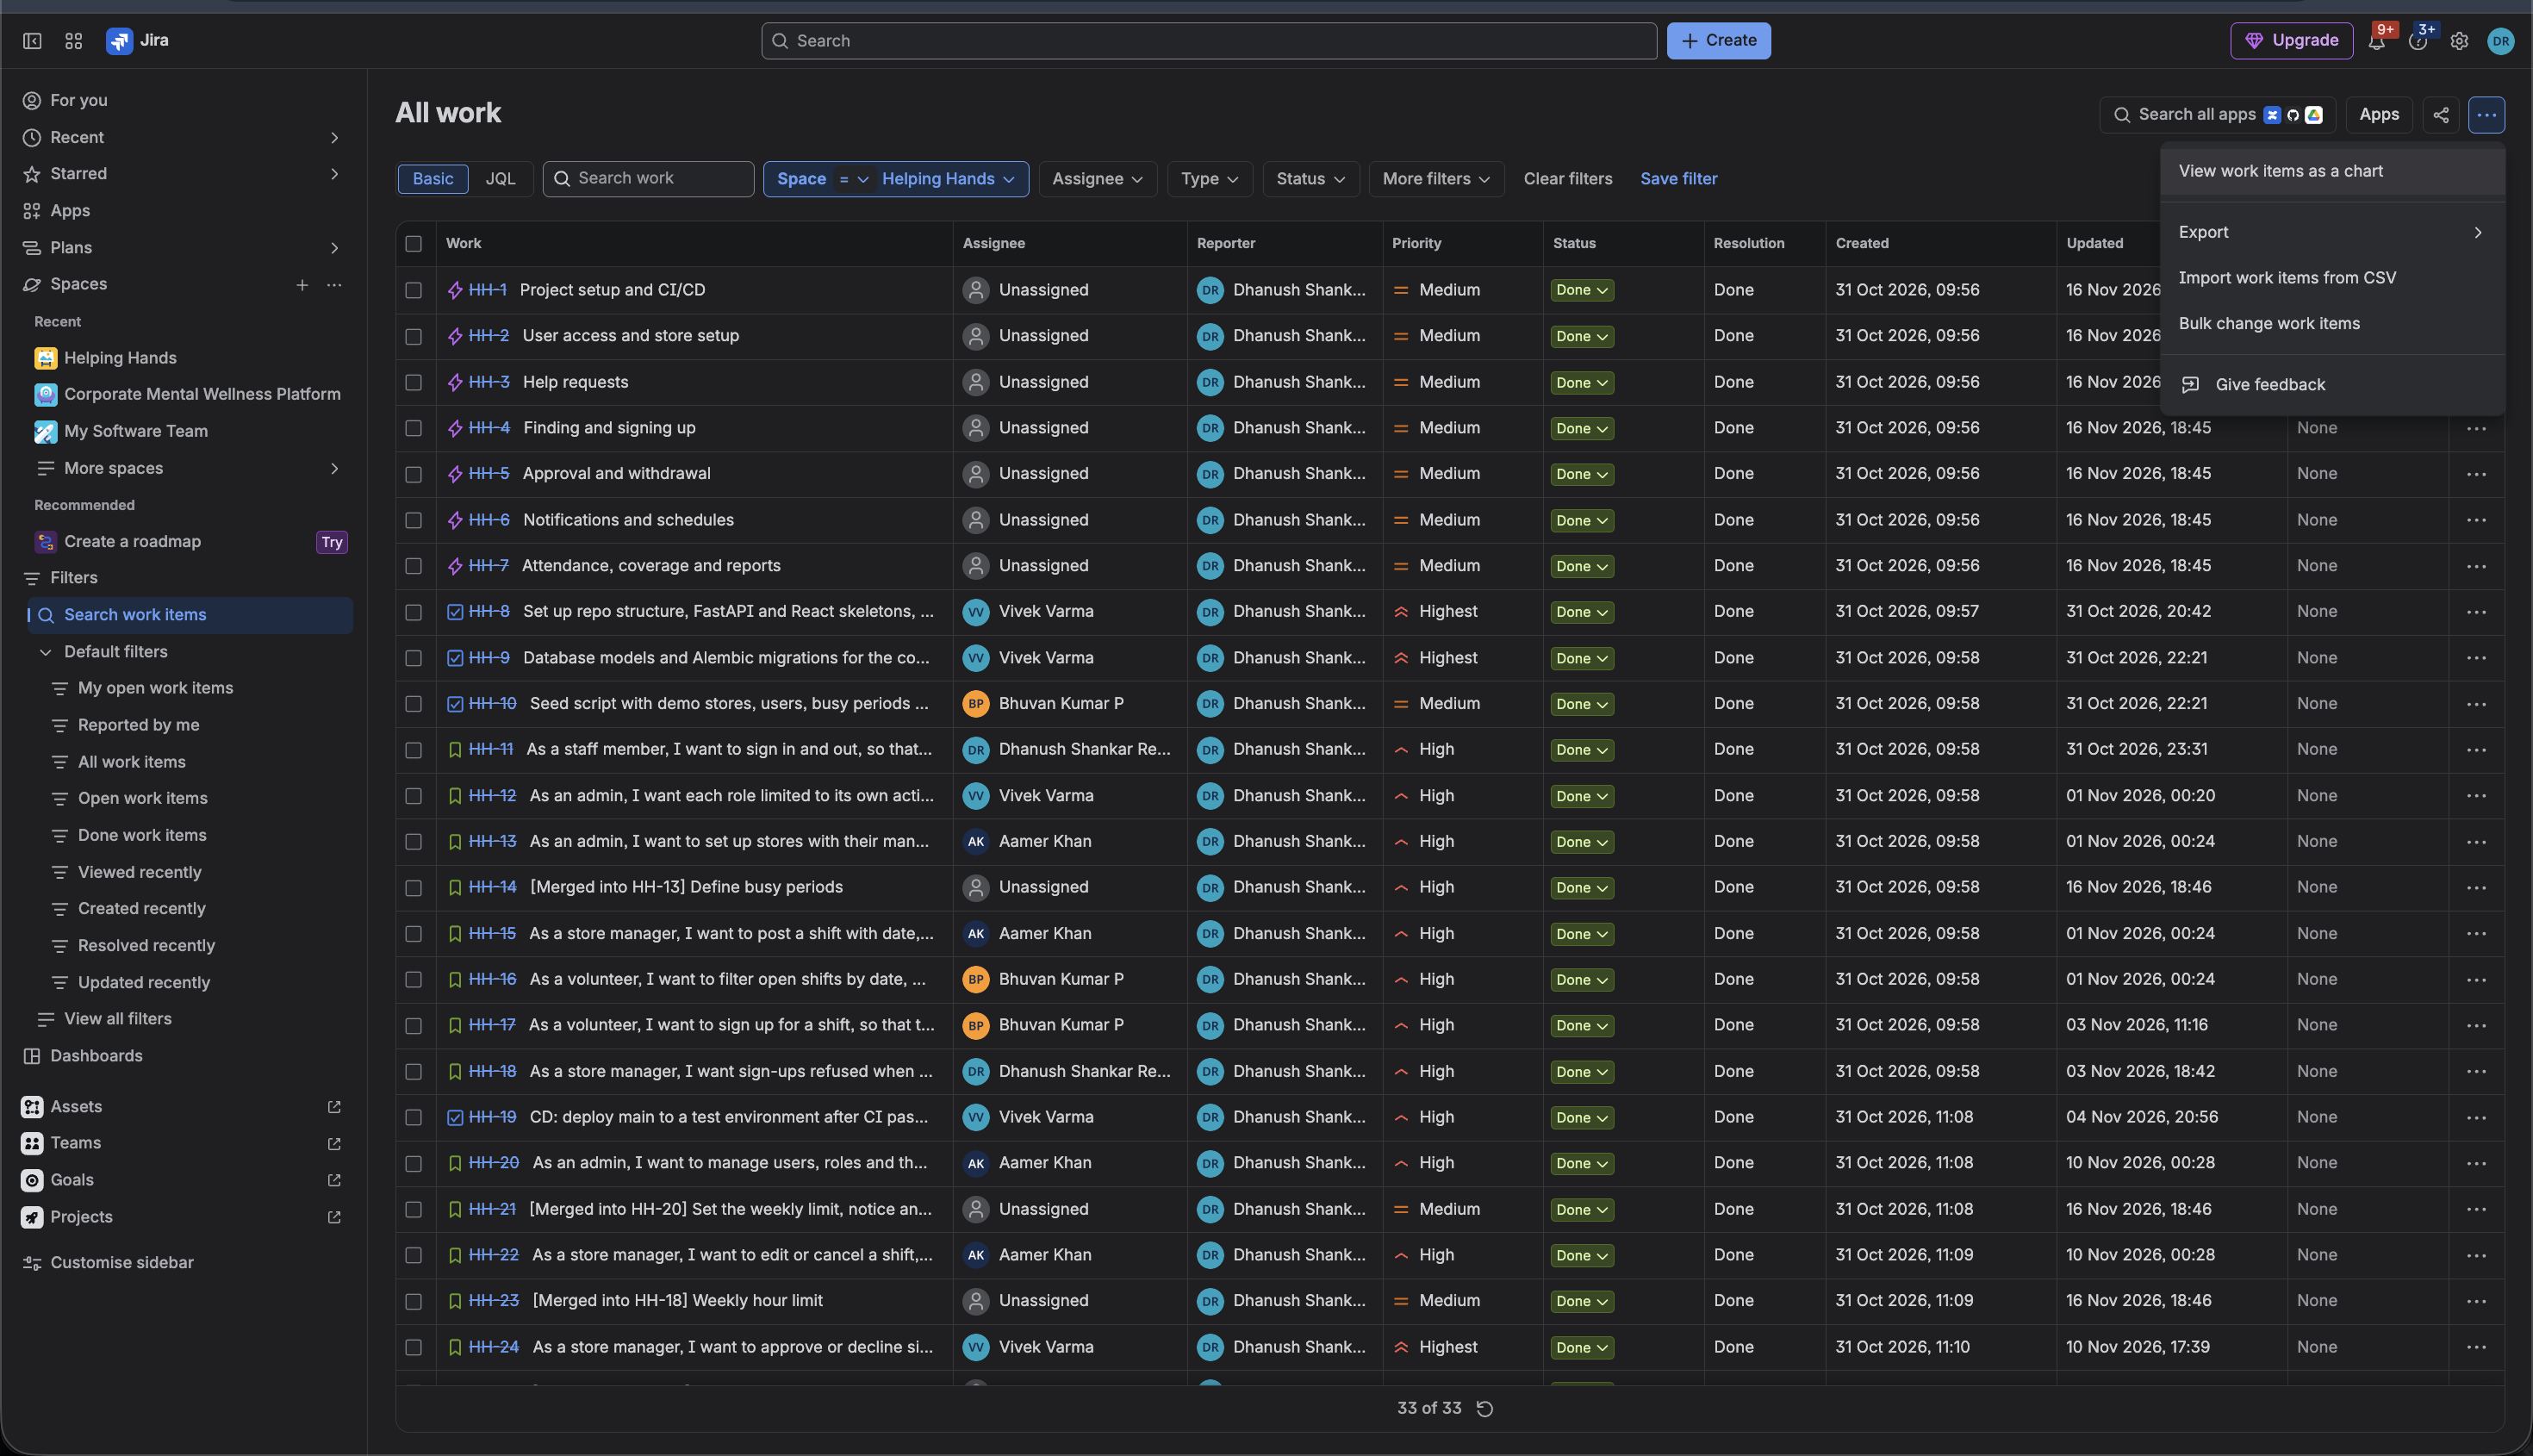 Jira
Search
Create
Upgrade
9+
3+
DR
For you
Recent
Starred
Apps
Plans
Spaces
Recent
Helping Hands
Corporate Mental Wellness Platform
My Software Team
More spaces
Recommended
Create a roadmap Try
Filters
Search work items
Default filters
My open work items
Reported by me
All work items
Open work items
Done work items
Viewed recently
Created recently
Resolved recently
Updated recently
View all filters
Dashboards
Assets
Teams
Goals
Projects
Customise sidebar
All work
Search all apps
Apps
Basic JQL Search work Space = Helping Hands Assignee Type Status More filters Clear filters Save filter
View work items as a chart
Export
Import work items from CSV
Bulk change work items
Give feedback
Work Assignee Reporter Priority Status Resolution Created Updated
HH-1 Project setup and CI/CD Unassigned DR Dhanush Shank... Medium Done Done 31 Oct 2026, 09:56 16 Nov 2026
HH-2 User access and store setup Unassigned DR Dhanush Shank... Medium Done Done 31 Oct 2026, 09:56 16 Nov 2026
HH-3 Help requests Unassigned DR Dhanush Shank... Medium Done Done 31 Oct 2026, 09:56 16 Nov 2026
HH-4 Finding and signing up Unassigned DR Dhanush Shank... Medium Done Done 31 Oct 2026, 09:56 16 Nov 2026, 18:45 None
HH-5 Approval and withdrawal Unassigned DR Dhanush Shank... Medium Done Done 31 Oct 2026, 09:56 16 Nov 2026, 18:45 None
HH-6 Notifications and schedules Unassigned DR Dhanush Shank... Medium Done Done 31 Oct 2026, 09:56 16 Nov 2026, 18:45 None
HH-7 Attendance, coverage and reports Unassigned DR Dhanush Shank... Medium Done Done 31 Oct 2026, 09:56 16 Nov 2026, 18:45 None
HH-8 Set up repo structure, FastAPI and React skeletons, ... VV Vivek Varma DR Dhanush Shank... Highest Done Done 31 Oct 2026, 09:57 31 Oct 2026, 20:42 None
HH-9 Database models and Alembic migrations for the co... VV Vivek Varma DR Dhanush Shank... Highest Done Done 31 Oct 2026, 09:58 31 Oct 2026, 22:21 None
HH-10 Seed script with demo stores, users, busy periods ... BP Bhuvan Kumar P DR Dhanush Shank... Medium Done Done 31 Oct 2026, 09:58 31 Oct 2026, 22:21 None
HH-11 As a staff member, I want to sign in and out, so that... DR Dhanush Shankar Re... DR Dhanush Shank... High Done Done 31 Oct 2026, 09:58 31 Oct 2026, 23:31 None
HH-12 As an admin, I want each role limited to its own acti... VV Vivek Varma DR Dhanush Shank... High Done Done 31 Oct 2026, 09:58 01 Nov 2026, 00:20 None
HH-13 As an admin, I want to set up stores with their man... AK Aamer Khan DR Dhanush Shank... High Done Done 31 Oct 2026, 09:58 01 Nov 2026, 00:24 None
HH-14 [Merged into HH-13] Define busy periods Unassigned DR Dhanush Shank... High Done Done 31 Oct 2026, 09:58 16 Nov 2026, 18:46 None
HH-15 As a store manager, I want to post a shift with date,... AK Aamer Khan DR Dhanush Shank... High Done Done 31 Oct 2026, 09:58 01 Nov 2026, 00:24 None
HH-16 As a volunteer, I want to filter open shifts by date, ... BP Bhuvan Kumar P DR Dhanush Shank... High Done Done 31 Oct 2026, 09:58 01 Nov 2026, 00:24 None
HH-17 As a volunteer, I want to sign up for a shift, so that t... BP Bhuvan Kumar P DR Dhanush Shank... High Done Done 31 Oct 2026, 09:58 03 Nov 2026, 11:16 None
HH-18 As a store manager, I want sign-ups refused when ... DR Dhanush Shankar Re... DR Dhanush Shank... High Done Done 31 Oct 2026, 09:58 03 Nov 2026, 18:42 None
HH-19 CD: deploy main to a test environment after CI pas... VV Vivek Varma DR Dhanush Shank... High Done Done 31 Oct 2026, 11:08 04 Nov 2026, 20:56 None
HH-20 As an admin, I want to manage users, roles and th... AK Aamer Khan DR Dhanush Shank... High Done Done 31 Oct 2026, 11:08 10 Nov 2026, 00:28 None
HH-21 [Merged into HH-20] Set the weekly limit, notice an... Unassigned DR Dhanush Shank... Medium Done Done 31 Oct 2026, 11:08 16 Nov 2026, 18:46 None
HH-22 As a store manager, I want to edit or cancel a shift,... AK Aamer Khan DR Dhanush Shank... High Done Done 31 Oct 2026, 11:09 10 Nov 2026, 00:28 None
HH-23 [Merged into HH-18] Weekly hour limit Unassigned DR Dhanush Shank... Medium Done Done 31 Oct 2026, 11:09 16 Nov 2026, 18:46 None
HH-24 As a store manager, I want to approve or decline si... VV Vivek Varma DR Dhanush Shank... Highest Done Done 31 Oct 2026, 11:10 10 Nov 2026, 17:39 None
33 of 33